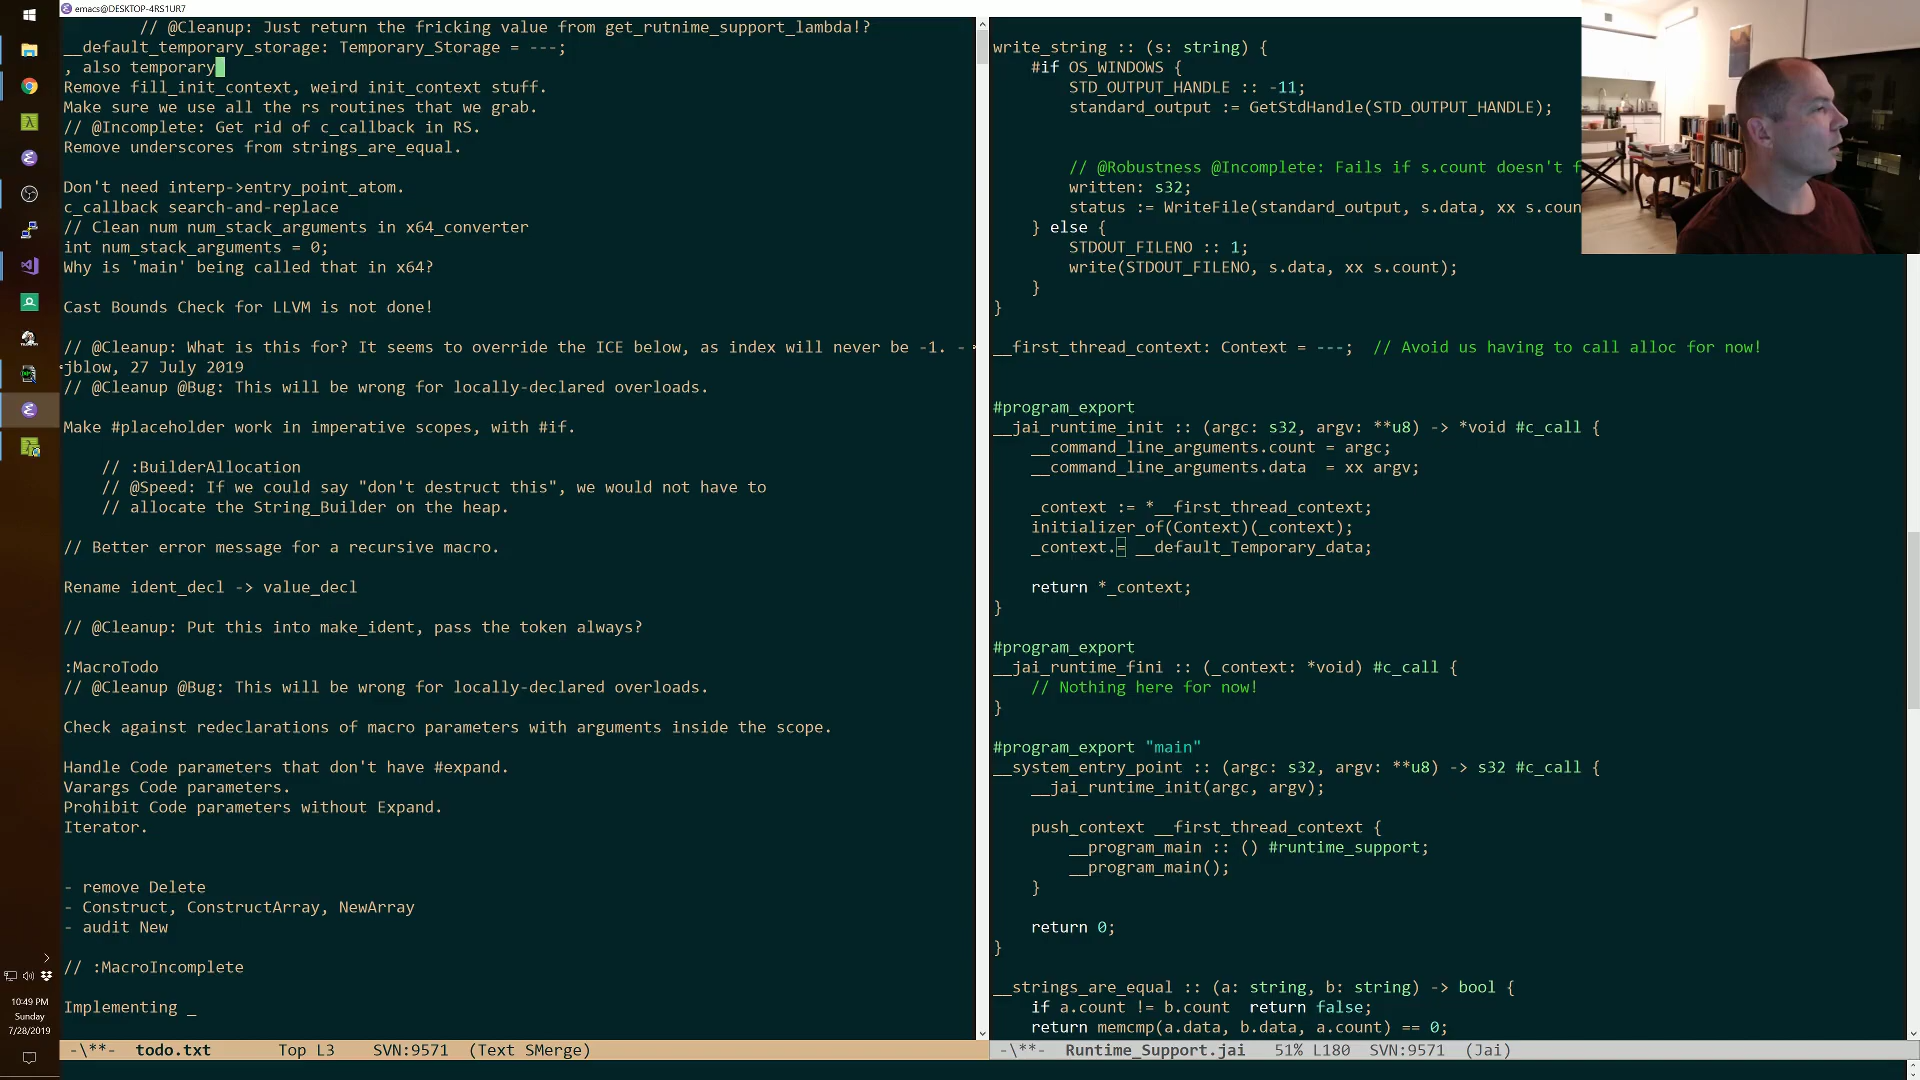 emacs@DESKTOP-4RS1UR7
// @Cleanup: Just return the fricking value from get_rutnime_support_lambda!?
__default_temporary_storage: Temporary_Storage = ---;
, also temporary
Remove fill_init_context, weird init_context stuff.
Make sure we use all the rs routines that we grab.
// @Incomplete: Get rid of c_callback in RS.
Remove underscores from strings_are_equal.
Don't need interp->entry_point_atom.
c_callback search-and-replace
// Clean num num_stack_arguments in x64_converter
int num_stack_arguments = 0;
Why is 'main' being called that in x64?
Cast Bounds Check for LLVM is not done!
// @Cleanup: What is this for? It seems to override the ICE below, as index will never be -1. -
jblow, 27 July 2019
// @Cleanup @Bug: This will be wrong for locally-declared overloads.
Make #placeholder work in imperative scopes, with #if.
// :BuilderAllocation
// @Speed: If we could say "don't destruct this", we would not have to
// allocate the String_Builder on the heap.
// Better error message for a recursive macro.
Rename ident_decl -> value_decl
// @Cleanup: Put this into make_ident, pass the token always?
:MacroTodo
// @Cleanup @Bug: This will be wrong for locally-declared overloads.
Check against redeclarations of macro parameters with arguments inside the scope.
Handle Code parameters that don't have #expand.
Varargs Code parameters.
Prohibit Code parameters without Expand.
Iterator.
- remove Delete
- Construct, ConstructArray, NewArray
- audit New
// :MacroIncomplete
Implementing _
-\**-  todo.txt      Top L3     SVN:9571  (Text SMerge)
write_string :: (s: string) {
#if OS_WINDOWS {
STD_OUTPUT_HANDLE :: -11;
standard_output := GetStdHandle(STD_OUTPUT_HANDLE);
// @Robustness @Incomplete: Fails if s.count doesn't f
written: s32;
status := WriteFile(standard_output, s.data, xx s.coun
} else {
STDOUT_FILENO :: 1;
write(STDOUT_FILENO, s.data, xx s.count);
}
}
__first_thread_context: Context = ---;  // Avoid us having to call alloc for now!
#program_export
__jai_runtime_init :: (argc: s32, argv: **u8) -> *void #c_call {
__command_line_arguments.count = argc;
__command_line_arguments.data  = xx argv;
_context := *__first_thread_context;
initializer_of(Context)(_context);
_context.= __default_Temporary_data;
return *_context;
}
#program_export
__jai_runtime_fini :: (_context: *void) #c_call {
// Nothing here for now!
}
#program_export "main"
__system_entry_point :: (argc: s32, argv: **u8) -> s32 #c_call {
__jai_runtime_init(argc, argv);
push_context __first_thread_context {
__program_main :: () #runtime_support;
__program_main();
}
return 0;
}
__strings_are_equal :: (a: string, b: string) -> bool {
if a.count != b.count  return false;
return memcmp(a.data, b.data, a.count) == 0;
-\**-  Runtime_Support.jai   51% L180  SVN:9571  (Jai)
10:49 PM
Sunday
7/28/2019